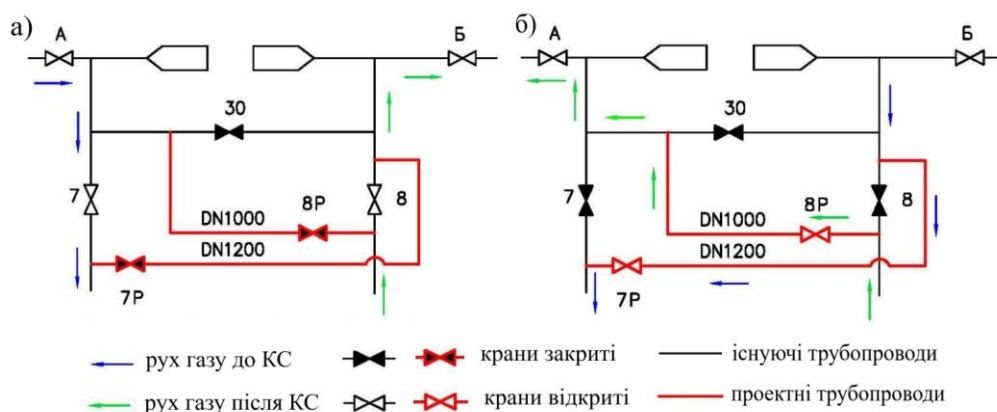 а)
А
Б
30
7
8
8Р
DN1000
DN1200
7Р
б)
А
Б
30
7
8
8Р
DN1000
DN1200
7Р
рух газу до КС
крани закриті
існуючі трубопроводи
рух газу після КС
крани відкриті
проектні трубопроводи